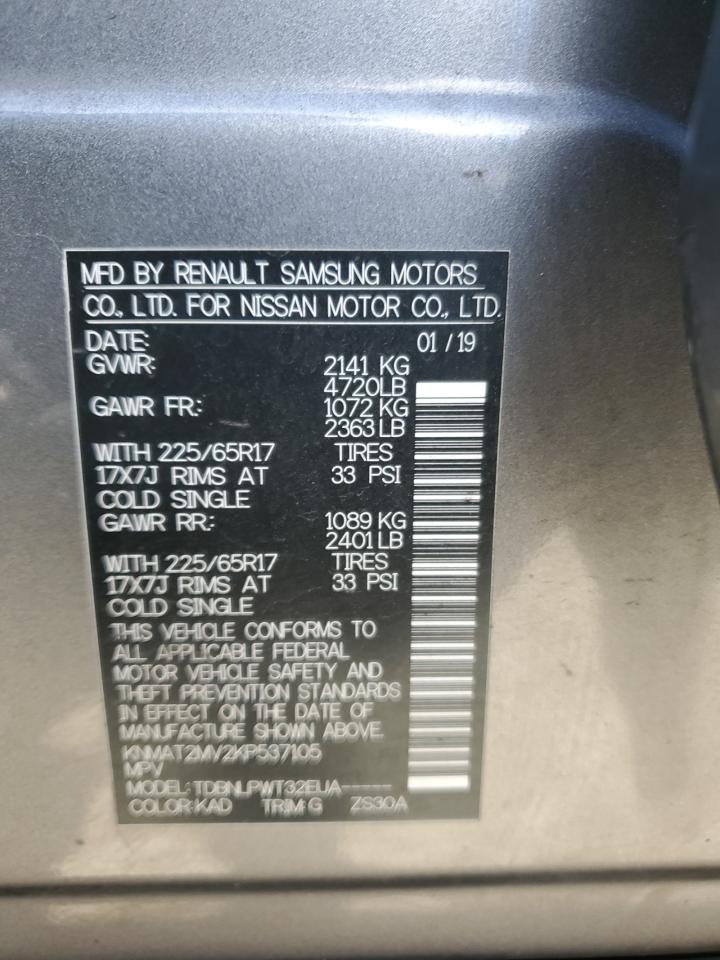 MFD BY RENAULT SAMSUNG MOTORS
CO., LTD. FOR NISSAN MOTOR CO., LTD.
DATE: 01 / 19
GVWR: 2141 KG
4720LB
GAWR FR: 1072 KG
2363LB
WITH 225/65R17 TIRES
17X7J RIMS AT 33 PSI
COLD SINGLE
GAWR RR: 1089 KG
2401LB
WITH 225/65R17 TIRES
17X7J RIMS AT 33 PSI
COLD SINGLE
THIS VEHICLE CONFORMS TO
ALL APPLICABLE FEDERAL
MOTOR VEHICLE SAFETY AND
THEFT PREVENTION STANDARDS
IN EFFECT ON THE DATE OF
MANUFACTURE SHOWN ABOVE.
KNMAT2MV2KP537105
MPV
MODEL: TDBNLPWT32EUA-----
COLOR: KAD TRIM: G ZS30A